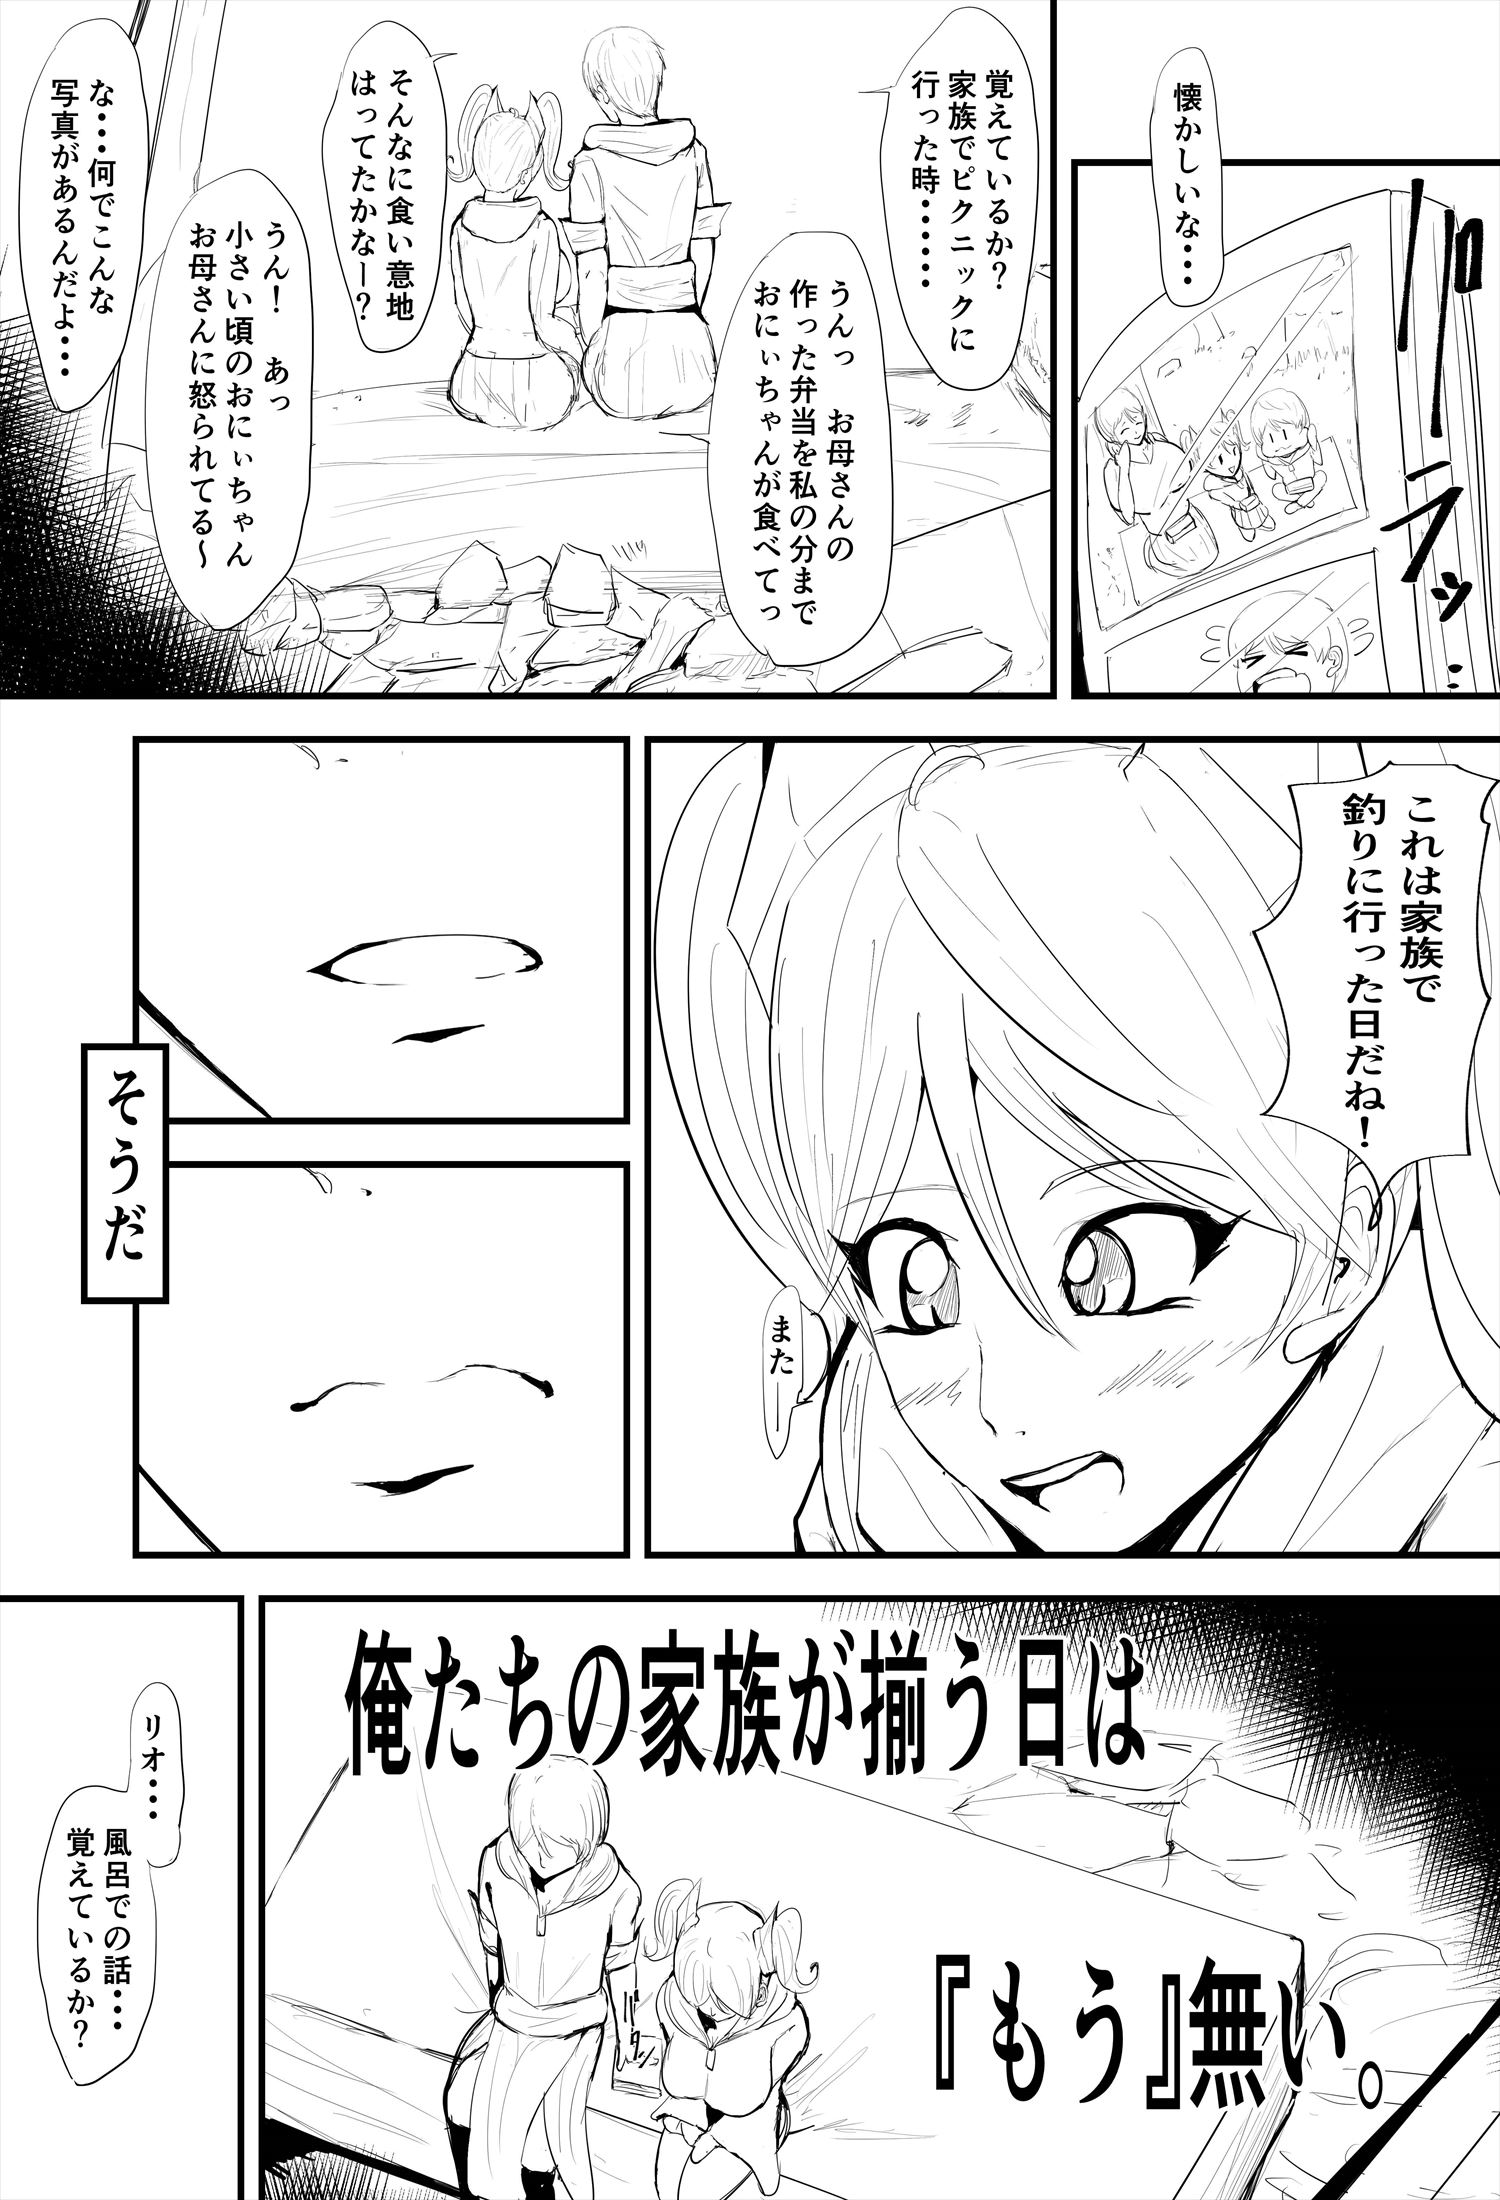 懐かしいな・・・
パラッ・・・
覚えているか？
家族でピクニックに
行った時・・・・・・
うんっ　お母さんの
作った弁当を私の分まで
おにぃちゃんが食べてっ
そんなに食い意地
はってたかなー？
うん！　あっ
小さい頃のおにぃちゃん
お母さんに怒られてる～
な・・・何でこんな
写真があるんだよ・・・
これは家族で
釣りに行った日だね！
また――
そうだ
俺たちの家族が揃う日は
『もう』無い。
パタン
リオ・・・
風呂での話・・・
覚えているか？